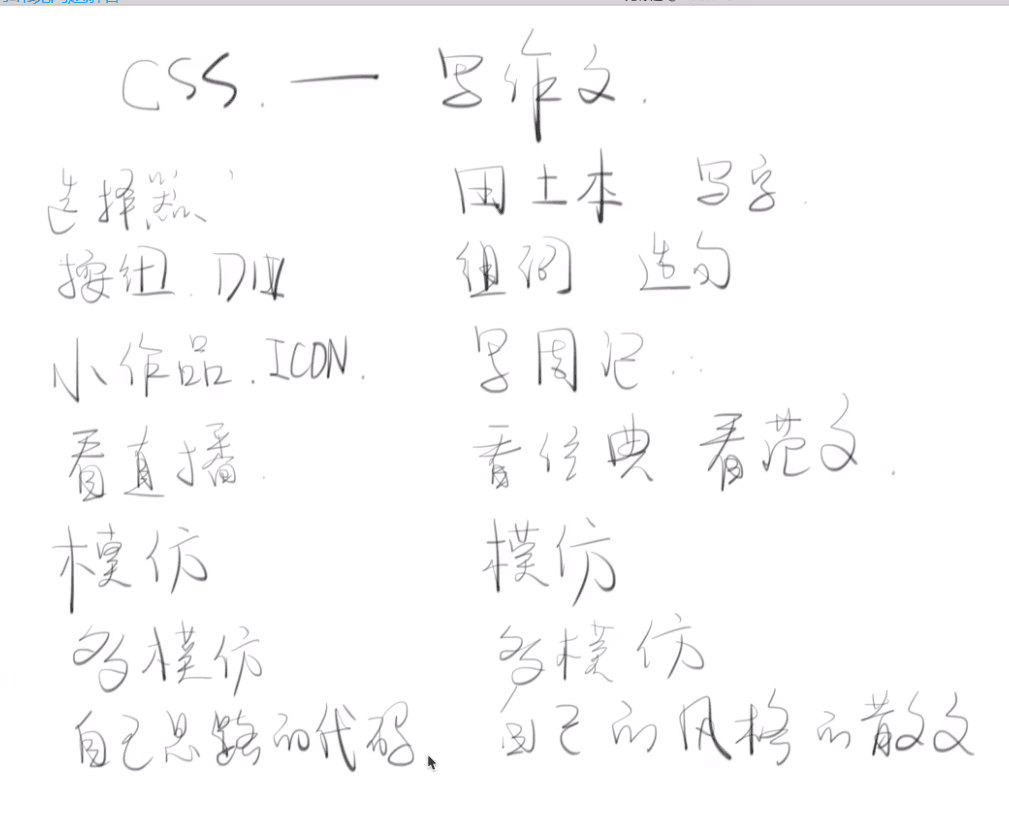 CSS. — 写作文.
选择器 田土本 写字.
按钮. DIV 组词 造句
小作品. ICON. 写周记..
看直播. 看经典 看范文.
模仿 模仿
多模仿 多模仿
自己思路的代码. 自己的风格的散文